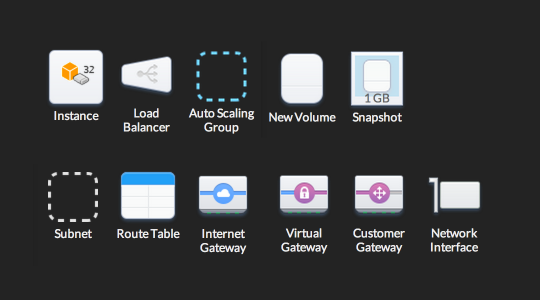 32
1 GB
Instance
Load
Balancer
Auto Scaling
Group
New Volume
Snapshot
Subnet
Route Table
Internet
Gateway
Virtual
Gateway
Customer
Gateway
Network
Interface